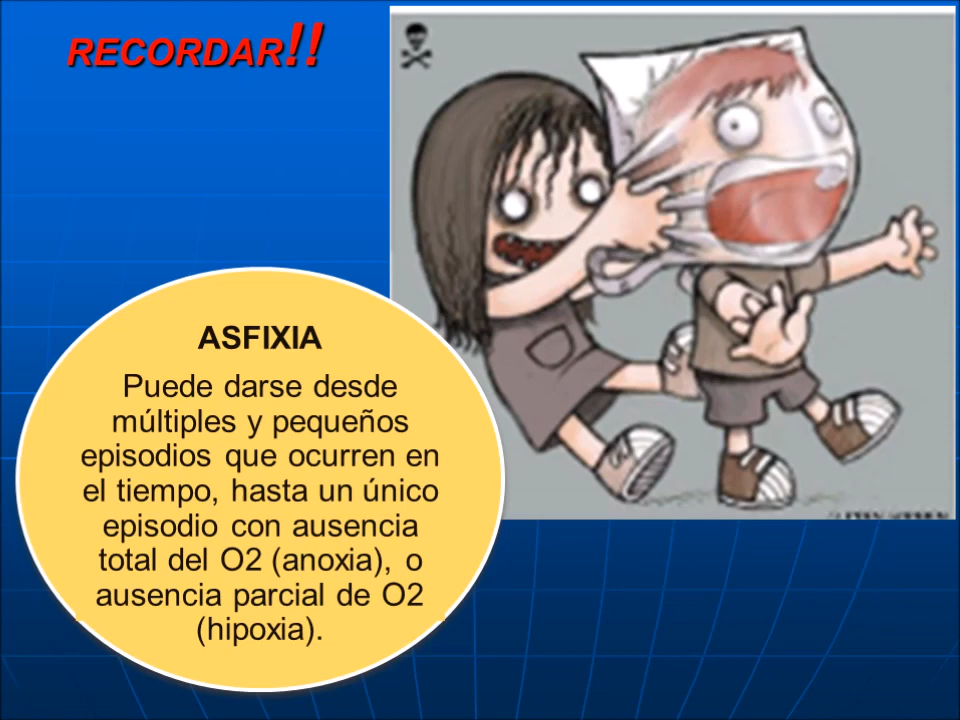 RECORDAR!!
ASFIXIA
Puede darse desde
múltiples y pequeños
episodios que ocurren en
el tiempo, hasta un único
episodio con ausencia
total del O2 (anoxia), o
ausencia parcial de O2
(hipoxia).